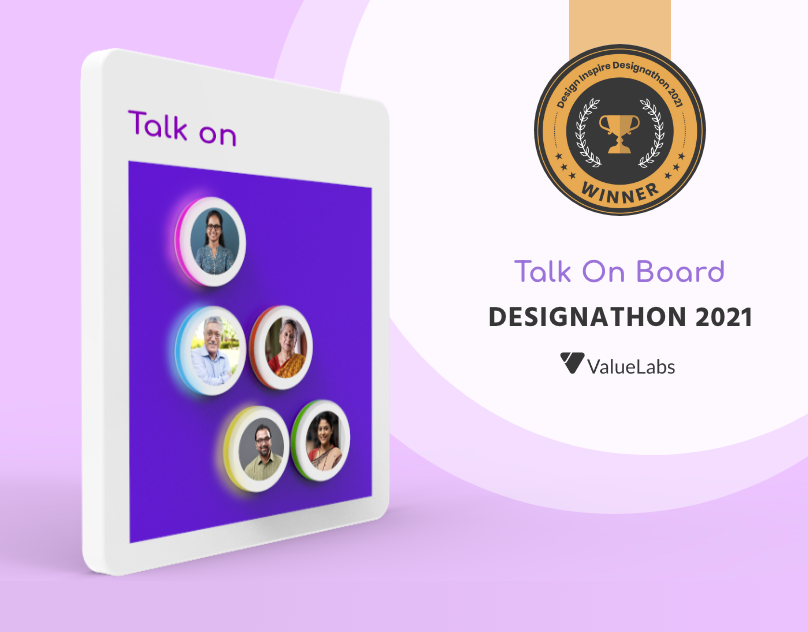 Talk on
Design Inspire Designathon 2021
WINNER
Talk On Board
DESIGNATHON 2021
ValueLabs